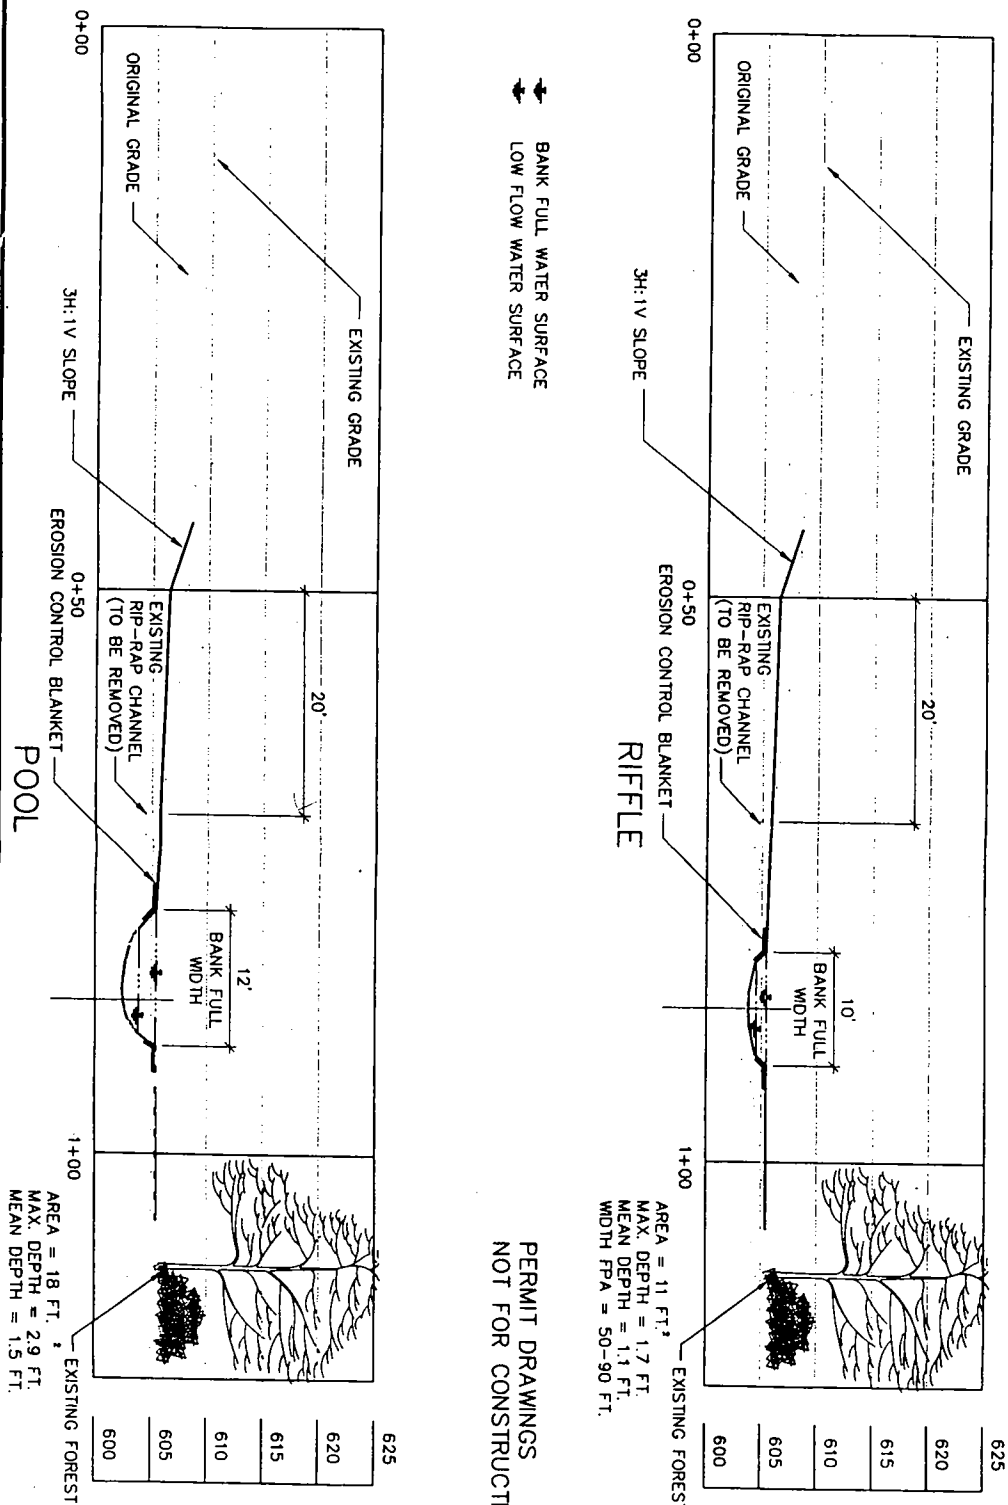 625
620
615
610
605
600
EXISTING GRADE
ORIGINAL GRADE
3H:1V SLOPE
20'
EXISTING
RIP-RAP CHANNEL
(TO BE REMOVED)
EROSION CONTROL BLANKET
10'
BANK FULL
WIDTH
EXISTING FOREST
0+00
0+50
1+00
RIFFLE
AREA = 11 FT.²
MAX. DEPTH = 1.7 FT.
MEAN DEPTH = 1.1 FT.
WIDTH FPA = 50-90 FT.
BANK FULL WATER SURFACE
LOW FLOW WATER SURFACE
PERMIT DRAWINGS
NOT FOR CONSTRUCTI
625
620
615
610
605
600
EXISTING GRADE
ORIGINAL GRADE
3H:1V SLOPE
20'
EXISTING
RIP-RAP CHANNEL
(TO BE REMOVED)
EROSION CONTROL BLANKET
12'
BANK FULL
WIDTH
EXISTING FOREST
0+00
0+50
1+00
POOL
AREA = 18 FT. ²
MAX. DEPTH = 2.9 FT.
MEAN DEPTH = 1.5 FT.